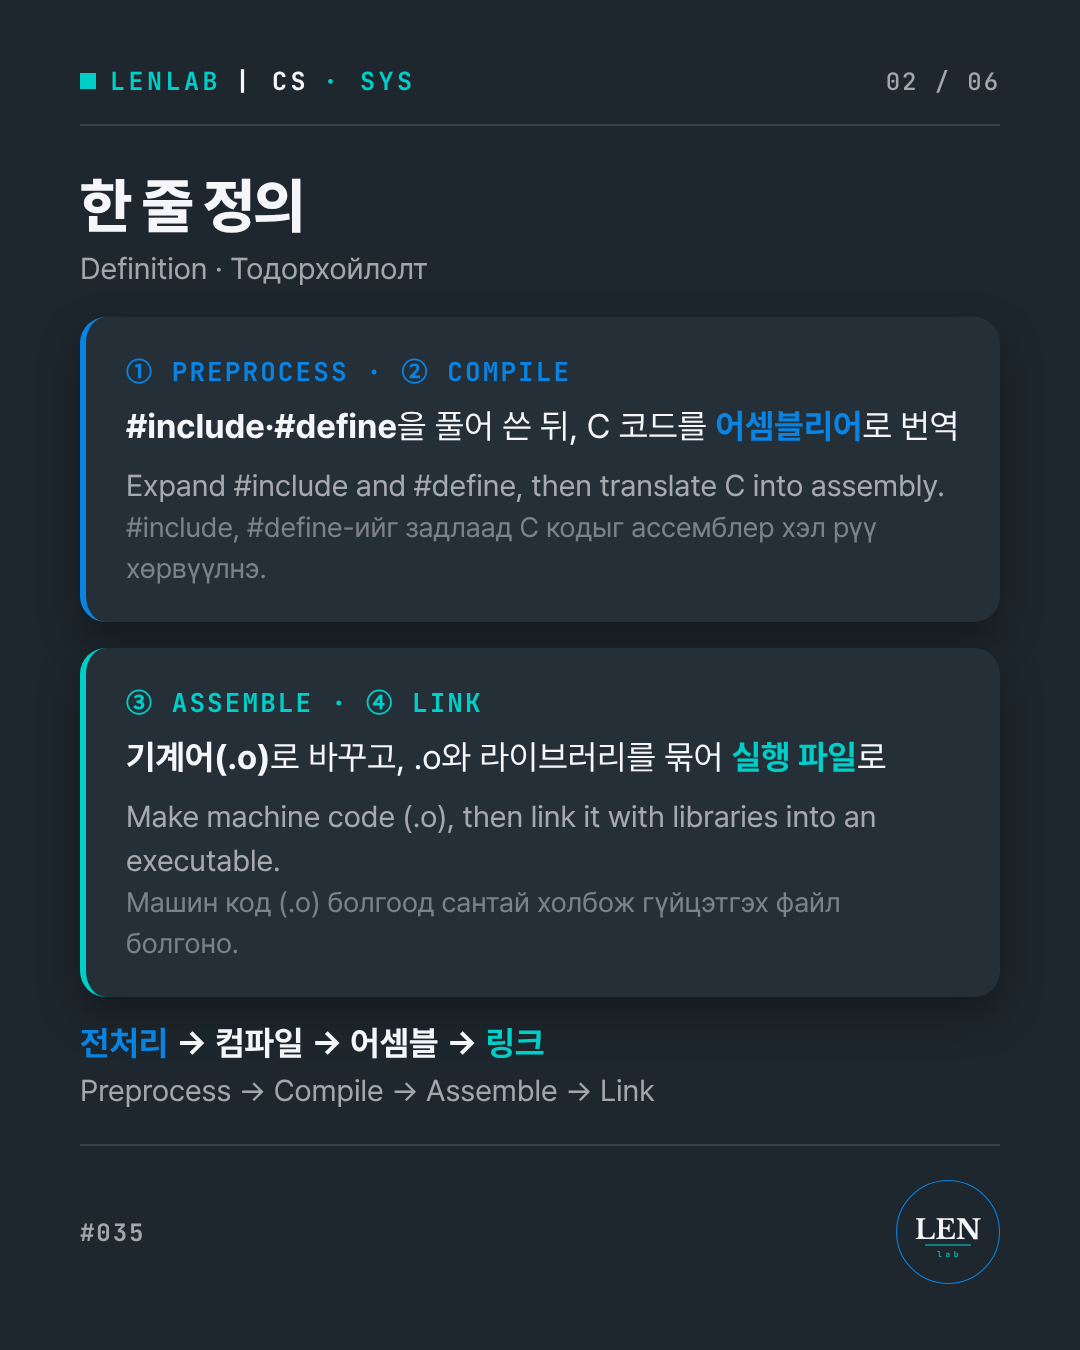 LENLAB | CS · SYS
02 / 06
한 줄 정의
Definition · Тодорхойлолт
① PREPROCESS · ② COMPILE
#include·#define을 풀어 쓴 뒤, C 코드를 어셈블리어로 번역
Expand #include and #define, then translate C into assembly.
#include, #define-ийг задлаад C кодыг ассемблер хэл рүү
хөрвүүлнэ.
③ ASSEMBLE · ④ LINK
기계어(.o)로 바꾸고, .o와 라이브러리를 묶어 실행 파일로
Make machine code (.o), then link it with libraries into an
executable.
Машин код (.o) болгоод сантай холбож гүйцэтгэх файл
болгоно.
전처리 → 컴파일 → 어셈블 → 링크
Preprocess → Compile → Assemble → Link
#035
LEN
lab